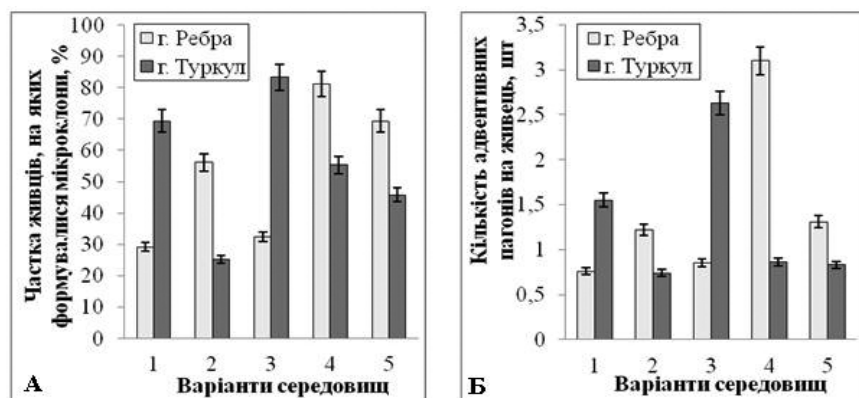 Частка живців, на яких
формувалися мікроклони, %
100
90
80
70
60
50
40
30
20
10
0
г. Ребра
г. Туркул
1 2 3 4 5
Варіанти середовищ
А
Кількість адвентивних
пагонів на живець, шт
3,5
3
2,5
2
1,5
1
0,5
0
г. Ребра
г. Туркул
1 2 3 4 5
Варіанти середовищ
Б